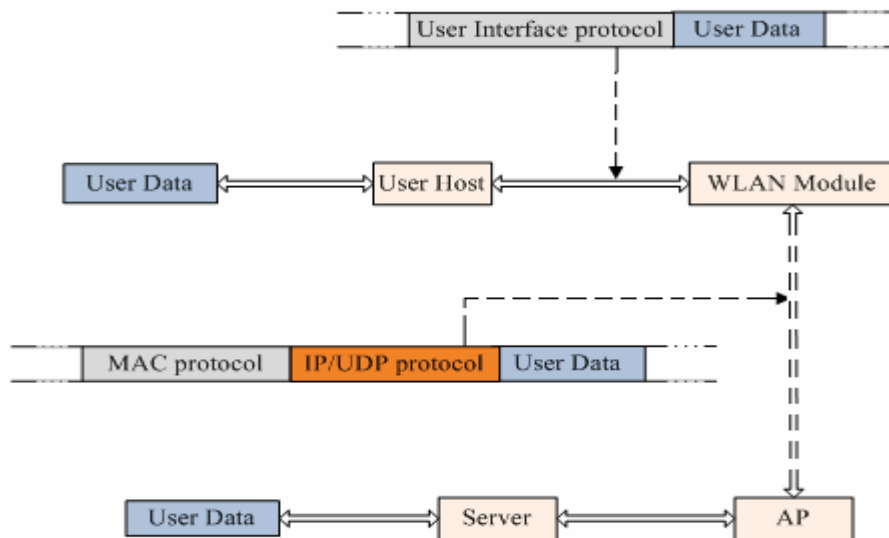 User Interface protocol User Data
User Data User Host WLAN Module
MAC protocol IP/UDP protocol User Data
User Data Server AP